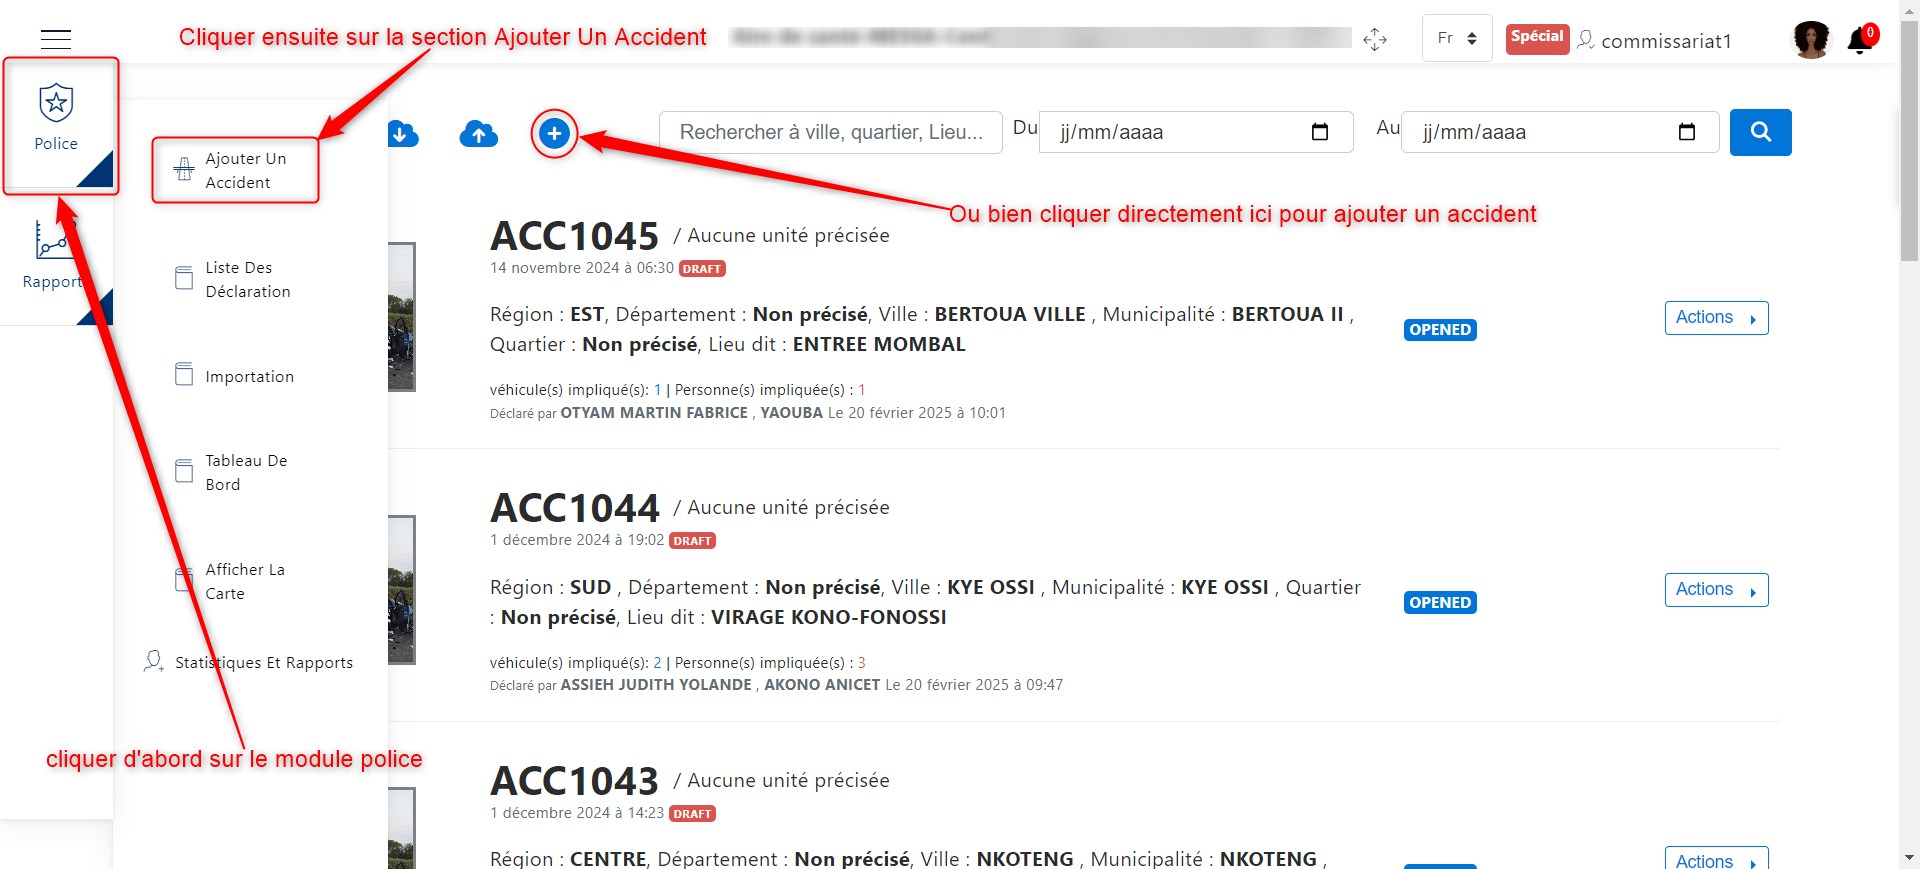 Cliquer ensuite sur la section Ajouter Un Accident
Fr
Spécial
commissariat1
0
Police
Rapport
Ajouter Un
Accident
Liste Des
Déclaration
Importation
Tableau De
Bord
Afficher La
Carte
Statistiques Et Rapports
cliquer d'abord sur le module police
Rechercher à ville, quartier, Lieu...
Du
jj/mm/aaaa
Au
jj/mm/aaaa
Ou bien cliquer directement ici pour ajouter un accident
ACC1045 / Aucune unité précisée
14 novembre 2024 à 06:30 DRAFT
Région : EST, Département : Non précisé, Ville : BERTOUA VILLE , Municipalité : BERTOUA II ,
Quartier : Non précisé, Lieu dit : ENTREE MOMBAL
véhicule(s) impliqué(s): 1 | Personne(s) impliquée(s) : 1
Déclaré par OTYAM MARTIN FABRICE , YAOUBA Le 20 février 2025 à 10:01
OPENED
Actions
ACC1044 / Aucune unité précisée
1 décembre 2024 à 19:02 DRAFT
Région : SUD , Département : Non précisé, Ville : KYE OSSI , Municipalité : KYE OSSI , Quartier
: Non précisé, Lieu dit : VIRAGE KONO-FONOSSI
véhicule(s) impliqué(s): 2 | Personne(s) impliquée(s) : 3
Déclaré par ASSIEH JUDITH YOLANDE , AKONO ANICET Le 20 février 2025 à 09:47
OPENED
Actions
ACC1043 / Aucune unité précisée
1 décembre 2024 à 14:23 DRAFT
Région : CENTRE, Département : Non précisé, Ville : NKOTENG , Municipalité : NKOTENG ,
Actions